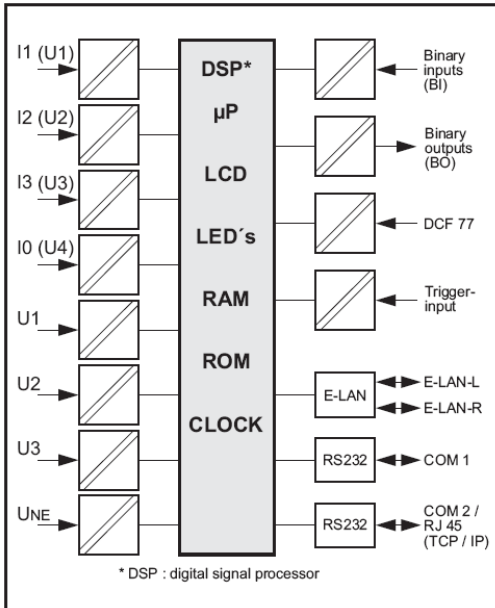 I1 (U1)
I2 (U2)
I3 (U3)
I0 (U4)
U1
U2
U3
UNE
DSP*
µP
LCD
LED´s
RAM
ROM
CLOCK
Binary
inputs
(BI)
Binary
outputs
(BO)
DCF 77
Trigger-
input
E-LAN
E-LAN-L
E-LAN-R
RS232
COM 1
RS232
COM 2 /
RJ 45
(TCP / IP)
* DSP : digital signal processor